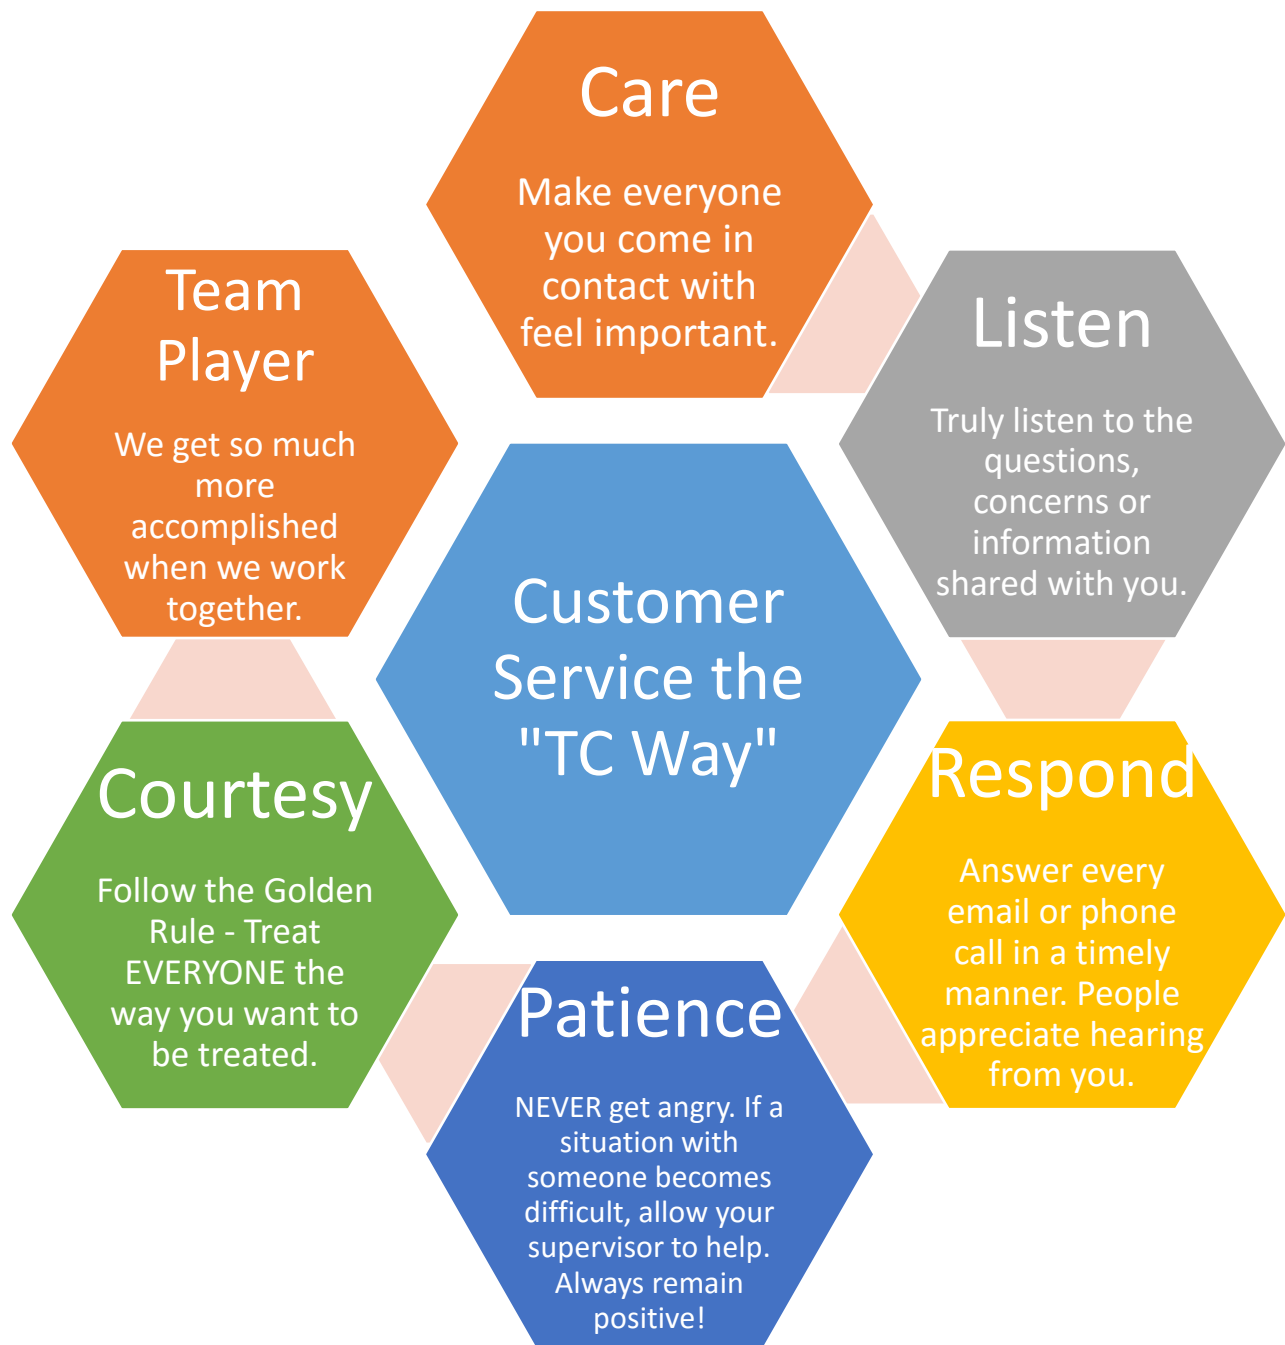 Care
Make everyone
you come in
contact with
feel important.
Listen
Truly listen to the
questions,
concerns or
information
shared with you.
Respond
Answer every
email or phone
call in a timely
manner. People
appreciate hearing
from you.
Patience
NEVER get angry. If a
situation with
someone becomes
difficult, allow your
supervisor to help.
Always remain
positive!
Courtesy
Follow the Golden
Rule - Treat
EVERYONE the
way you want to
be treated.
Team
Player
We get so much
more
accomplished
when we work
together.
Customer
Service the
"TC Way"